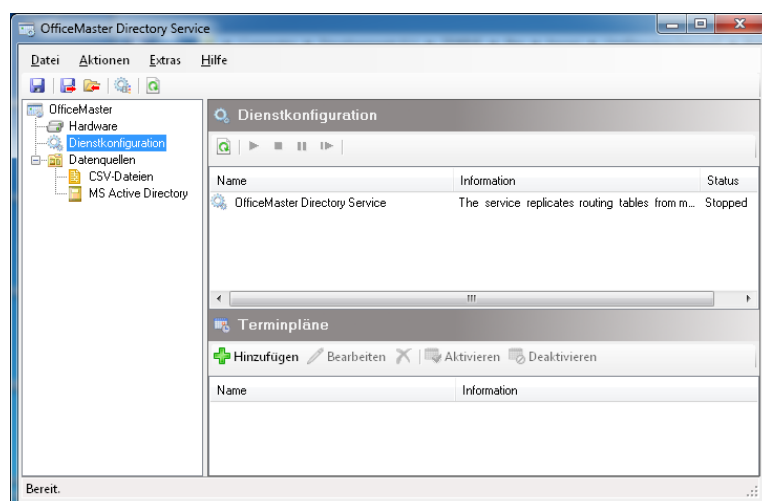 OfficeMaster Directory Service
Datei Aktionen Extras Hilfe
OfficeMaster
Hardware
Dienstkonfiguration
Datenquellen
CSV-Dateien
MS Active Directory
Dienstkonfiguration
Name Information Status
OfficeMaster Directory Service The service replicates routing tables from m... Stopped
Terminpläne
Hinzufügen Bearbeiten Aktivieren Deaktivieren
Name Information
Bereit.